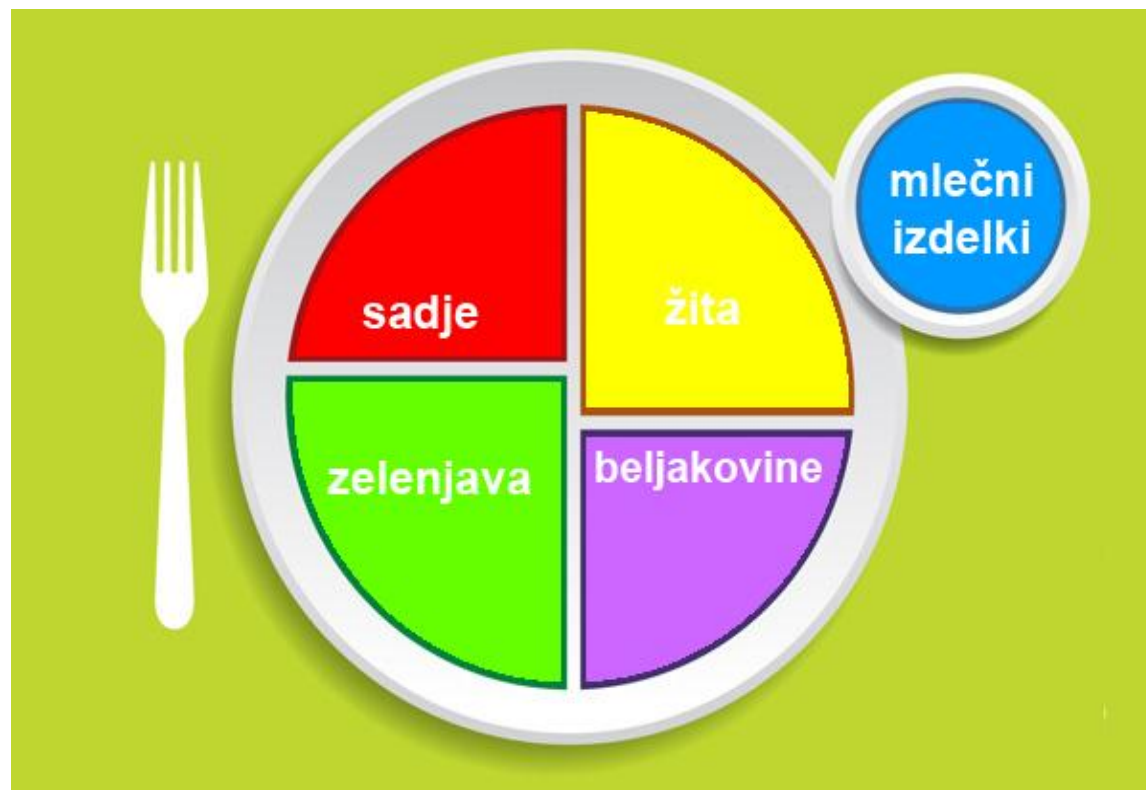 sadje
žita
mlečni
izdelki
zelenjava
beljakovine